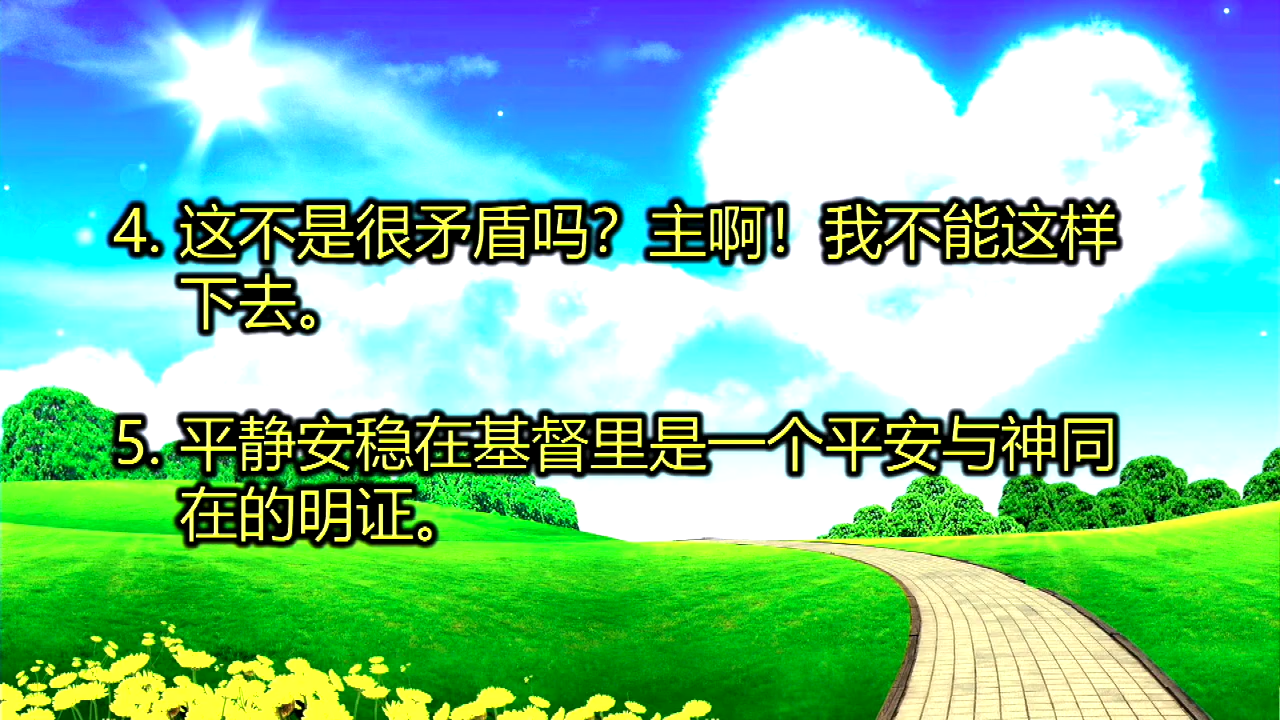 4. 这不是很矛盾吗？主啊！我不能这样
下去。
5. 平静安稳在基督里是一个平安与神同
在的明证。